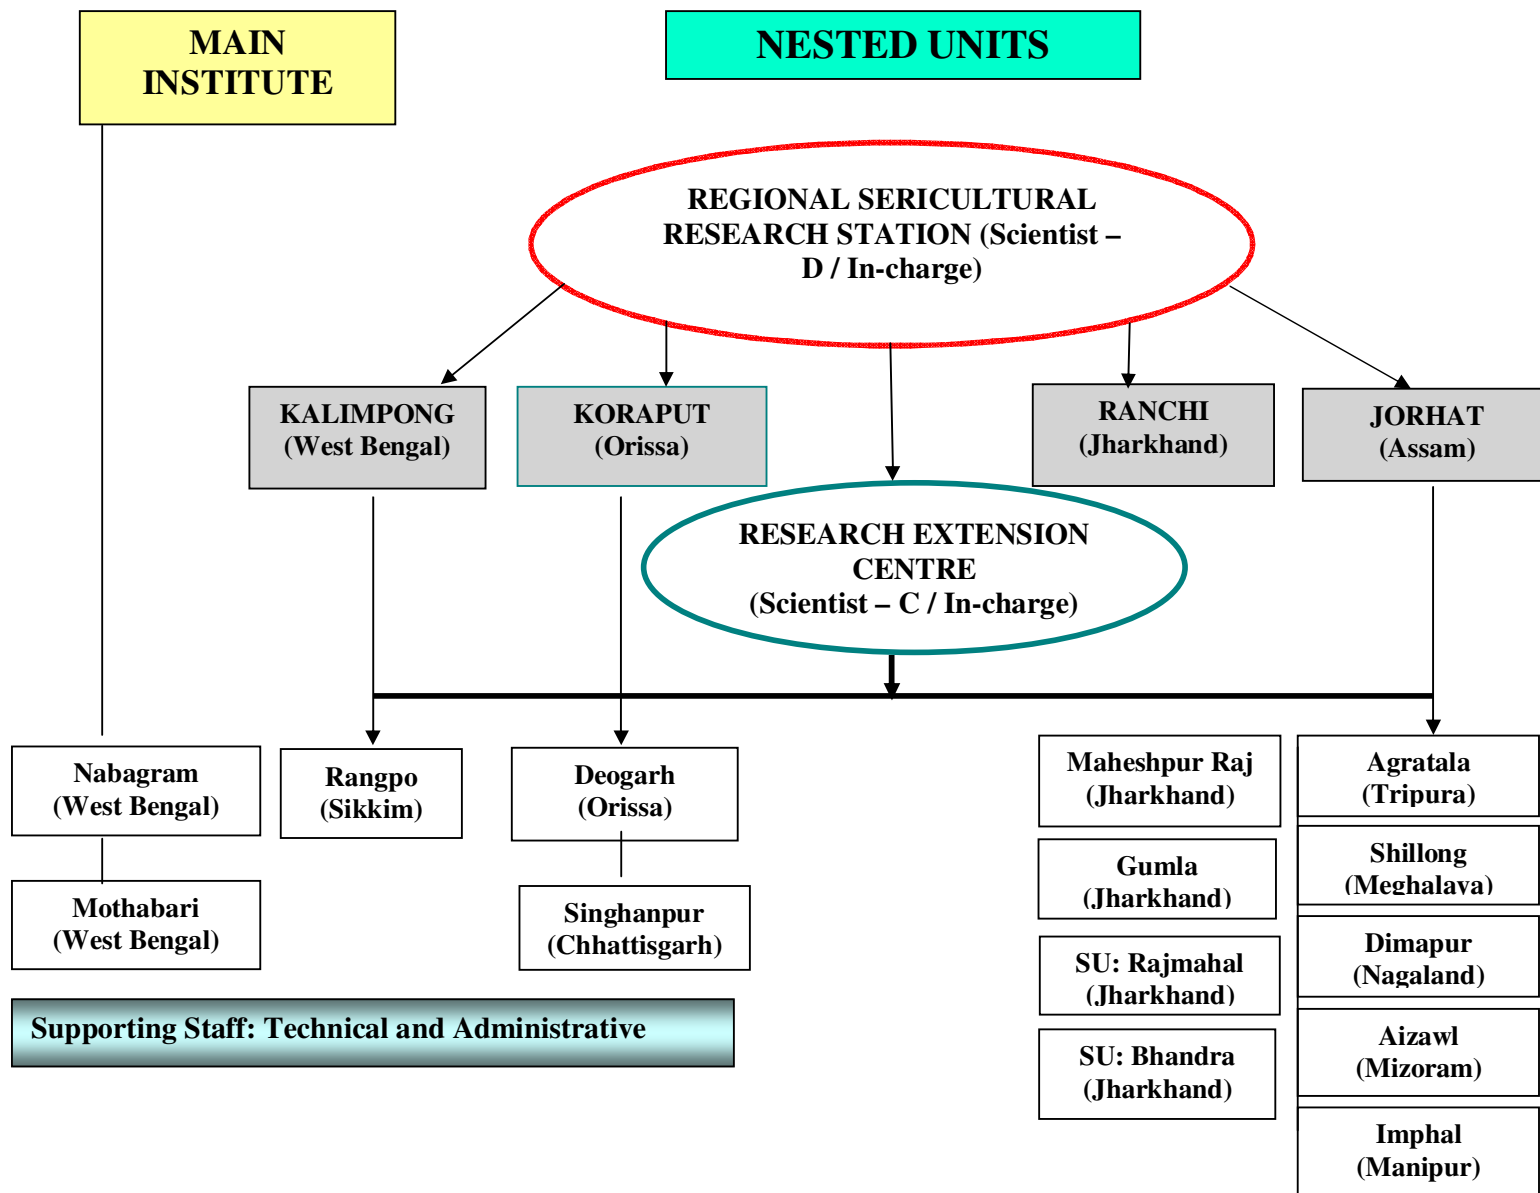 MAIN
INSTITUTE
NESTED UNITS
REGIONAL SERICULTURAL
RESEARCH STATION (Scientist –
D / In-charge)
KALIMPONG
(West Bengal)
KORAPUT
(Orissa)
RANCHI
(Jharkhand)
JORHAT
(Assam)
RESEARCH EXTENSION
CENTRE
(Scientist – C / In-charge)
Nabagram
(West Bengal)
Rangpo
(Sikkim)
Deogarh
(Orissa)
Maheshpur Raj
(Jharkhand)
Agratala
(Tripura)
Mothabari
(West Bengal)
Singhanpur
(Chhattisgarh)
Gumla
(Jharkhand)
Shillong
(Meghalaya)
SU: Rajmahal
(Jharkhand)
Dimapur
(Nagaland)
Supporting Staff: Technical and Administrative
SU: Bhandra
(Jharkhand)
Aizawl
(Mizoram)
Imphal
(Manipur)